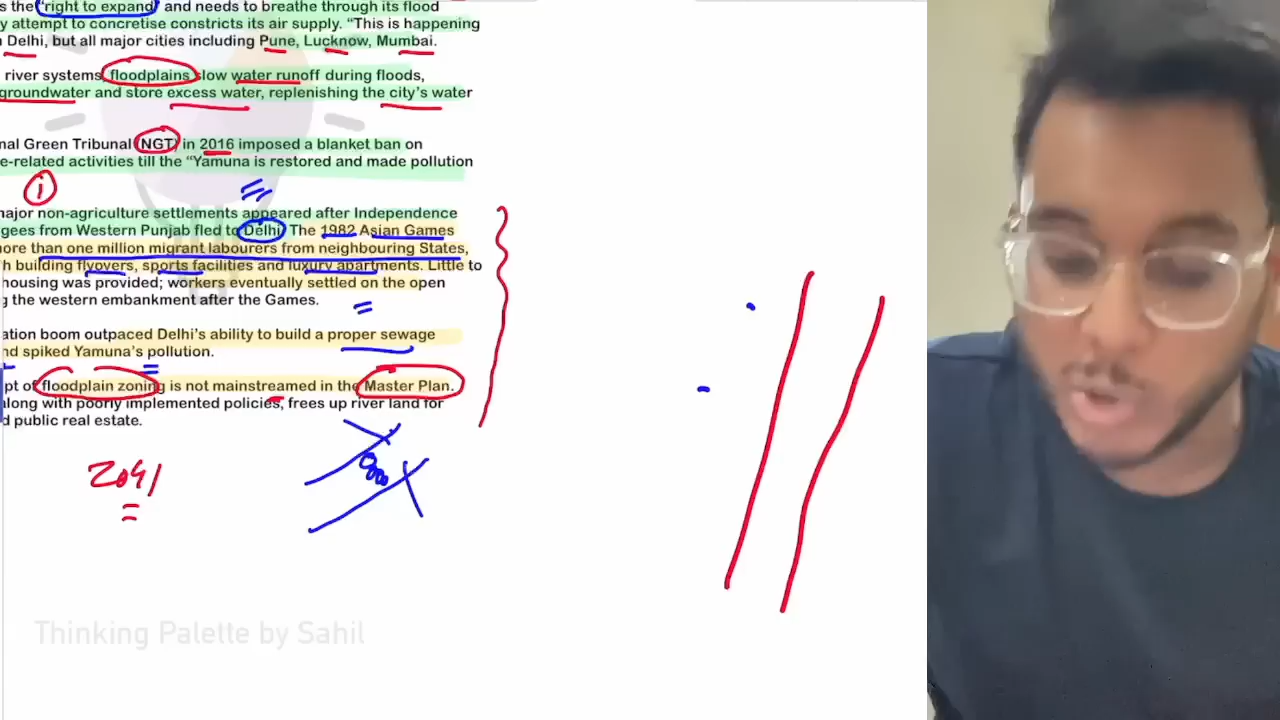 s the "right to expand" and needs to breathe through its flood
y attempt to concretise constricts its air supply. "This is happening
Delhi, but all major cities including Pune, Lucknow, Mumbai.
river systems, floodplains slow water runoff during floods,
groundwater and store excess water, replenishing the city's water
nal Green Tribunal (NGT) in 2016 imposed a blanket ban on
e-related activities till the "Yamuna is restored and made pollution
1
major non-agriculture settlements appeared after Independence
gees from Western Punjab fled to Delhi. The 1982 Asian Games
more than one million migrant labourers from neighbouring States,
h building flyovers, sports facilities and luxury apartments. Little to
housing was provided; workers eventually settled on the open
g the western embankment after the Games.
ation boom outpaced Delhi's ability to build a proper sewage
nd spiked Yamuna's pollution.
pt of floodplain zoning is not mainstreamed in the Master Plan.
along with poorly implemented policies, frees up river land for
d public real estate.
2041
Thinking Palette by Sahil